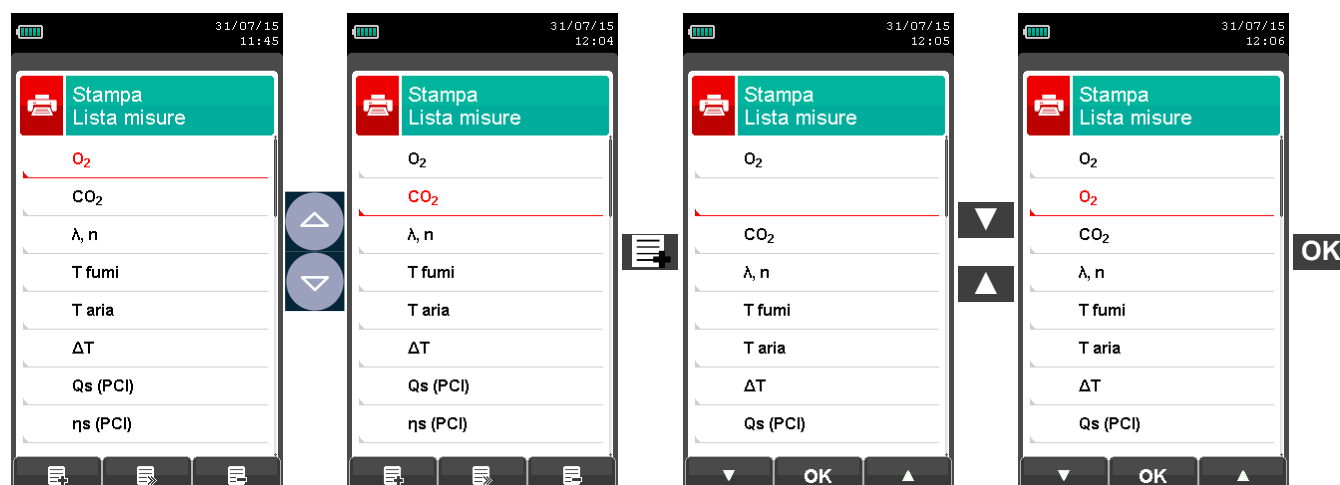 31/07/15
11:45
Stampa
Lista misure
O₂
CO₂
λ, n
T fumi
T aria
ΔT
Qs (PCI)
ηs (PCI)
31/07/15
12:04
Stampa
Lista misure
O₂
CO₂
λ, n
T fumi
T aria
ΔT
Qs (PCI)
ηs (PCI)
31/07/15
12:05
Stampa
Lista misure
O₂
CO₂
λ, n
T fumi
T aria
ΔT
Qs (PCI)
▼ OK ▲
▼
▲
31/07/15
12:06
Stampa
Lista misure
O₂
O₂
CO₂
λ, n
T fumi
T aria
ΔT
Qs (PCI)
▼ OK ▲
OK